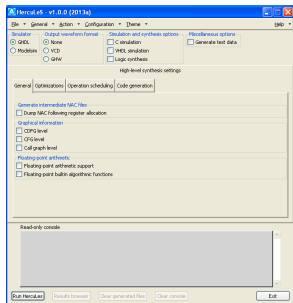 HercuLeS - v1.0.0 (2013a)
File General Action Configuration Theme Help
Simulator Output waveform format Simulation and synthesis options Miscellaneous options
GHDL None C simulation Generate test data
Modelsim VCD VHDL simulation
GHW Logic synthesis
High-level synthesis settings
General Optimizations Operation scheduling Code generation
Generate intermediate NAC files
Dump NAC following register allocation
Graphical information
CDFG level
CFG level
Call graph level
Floating-point arithmetic
Floating-point arithmetic support
Floating-point builtin algorithmic functions
Read-only console
Run HercuLeS Results browser Clear generated files Clear console Exit